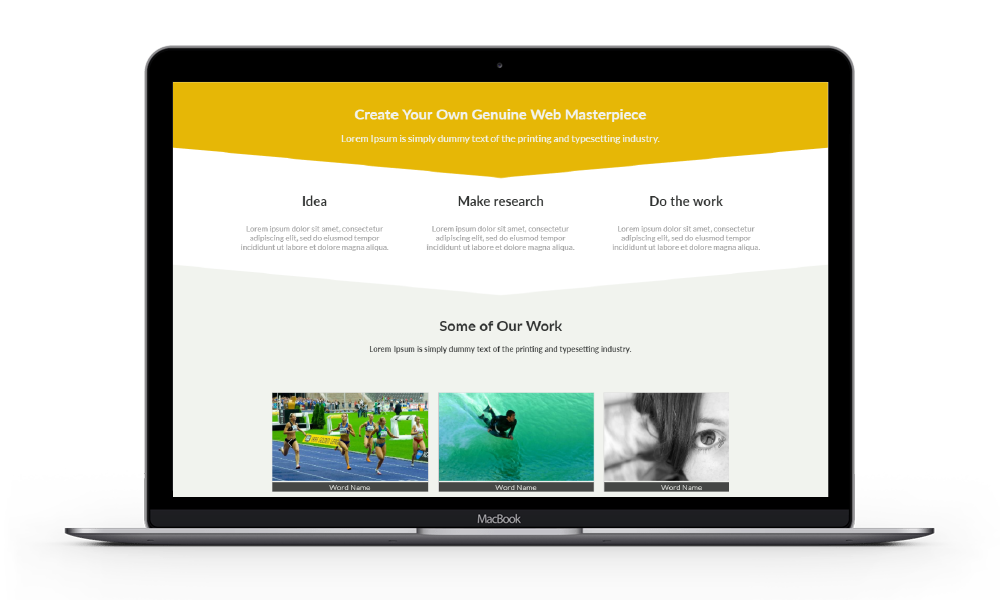 Create Your Own Genuine Web Masterpiece
Lorem Ipsum is simply dummy text of the printing and typesetting industry.
Idea
Make research
Do the work
Lorem ipsum dolor sit amet, consectetur
adipiscing elit, sed do eiusmod tempor
incididunt ut labore et dolore magna aliqua.
Lorem ipsum dolor sit amet, consectetur
adipiscing elit, sed do eiusmod tempor
incididunt ut labore et dolore magna aliqua.
Lorem ipsum dolor sit amet, consectetur
adipiscing elit, sed do eiusmod tempor
incididunt ut labore et dolore magna aliqua.
Some of Our Work
Lorem Ipsum is simply dummy text of the printing and typesetting industry.
Word Name
Word Name
Word Name
MacBook